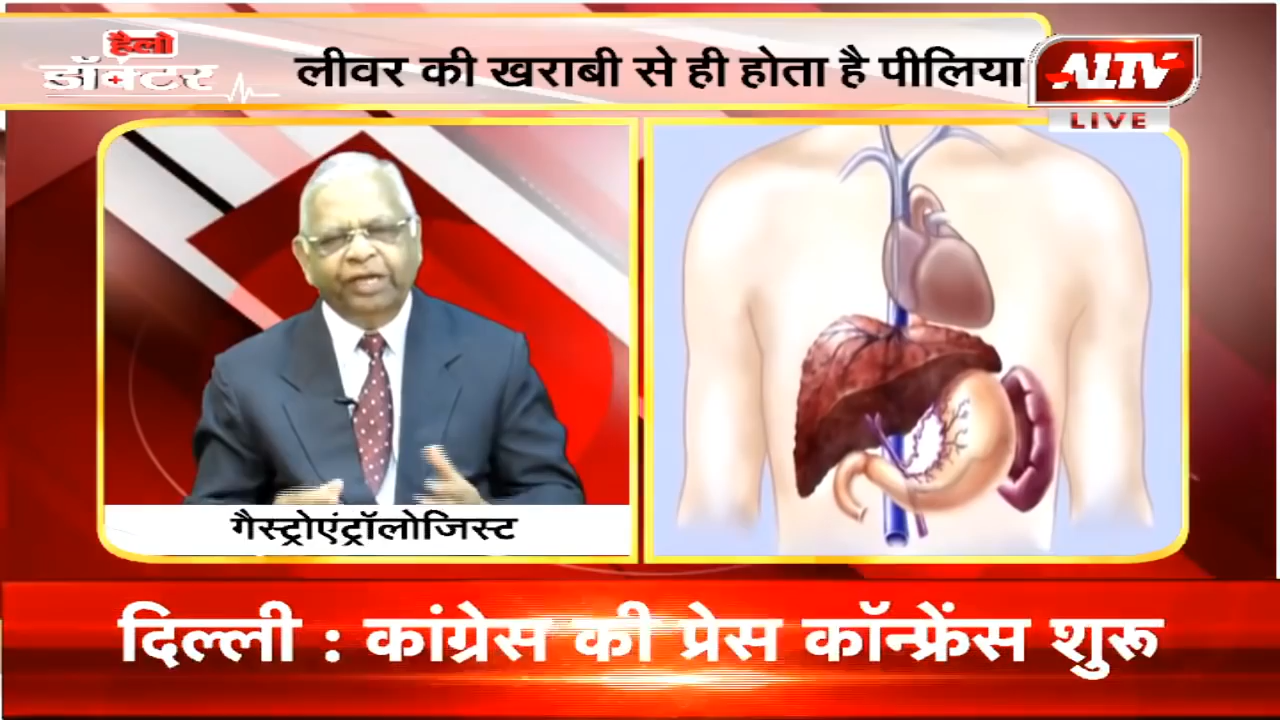 हैलो
डॉक्टर
लीवर की खराबी से ही होता है पीलिया
ALTV
LIVE
गैस्ट्रोएंट्रॉलोजिस्ट
दिल्ली : कांग्रेस की प्रेस कॉन्फ्रेंस शुरू